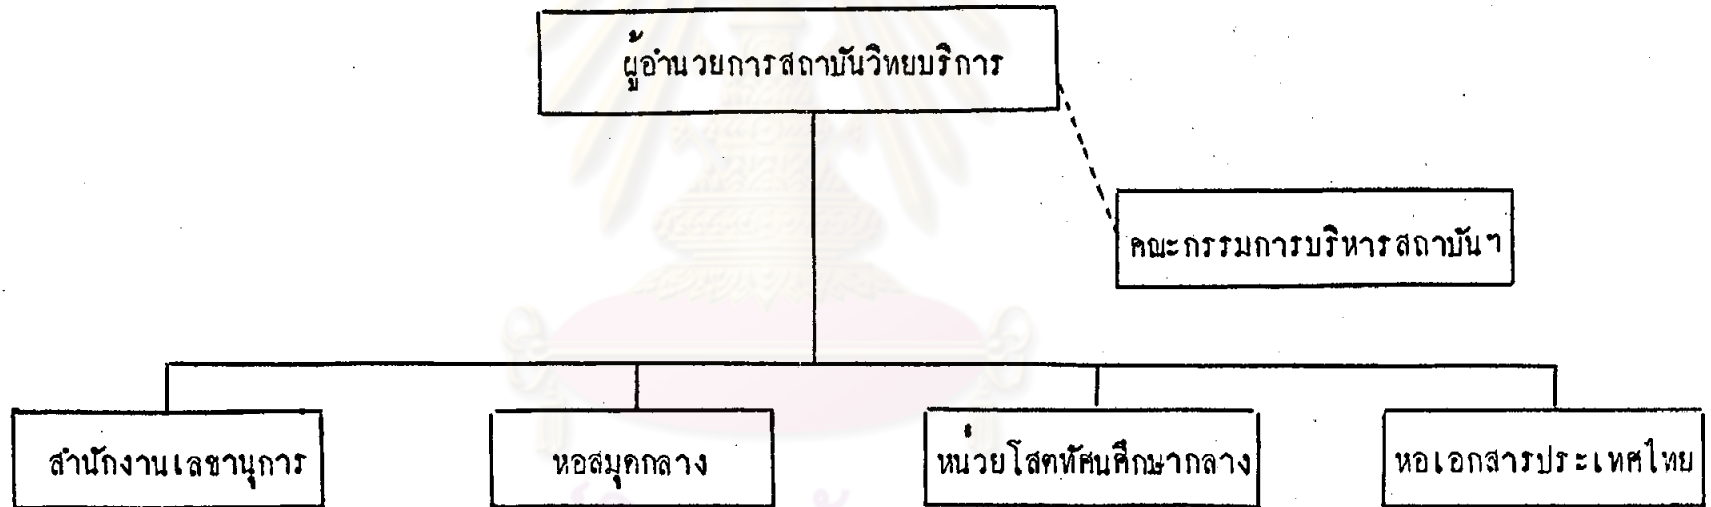 ผู้อำนวยการสถาบันวิทยบริการ
คณะกรรมการบริหารสถาบันฯ
สำนักงานเลขานุการ
หอสมุดกลาง
หน่วยโสตทัศนศึกษากลาง
หอเอกสารประเทศไทย